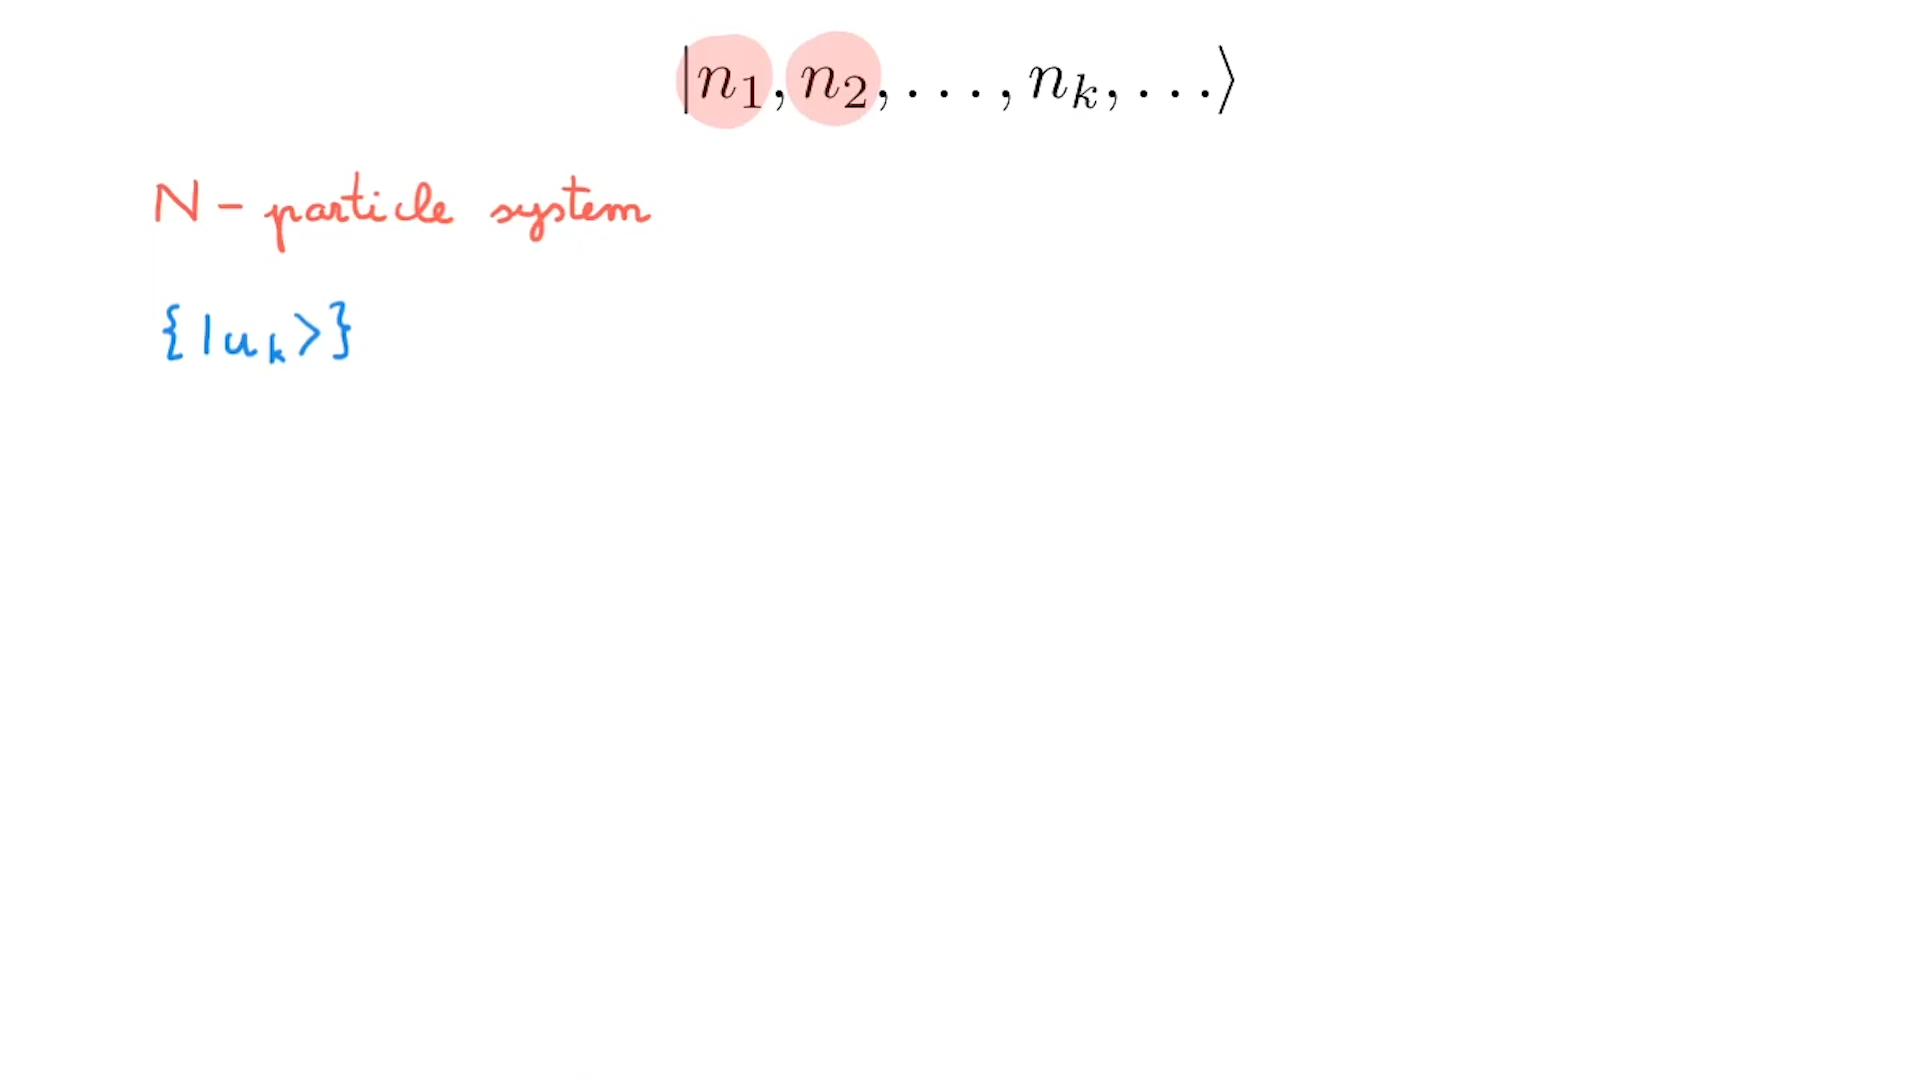 |n₁, n₂, . . . , nₖ, . . .⟩
N - particle system
{|uₖ>}